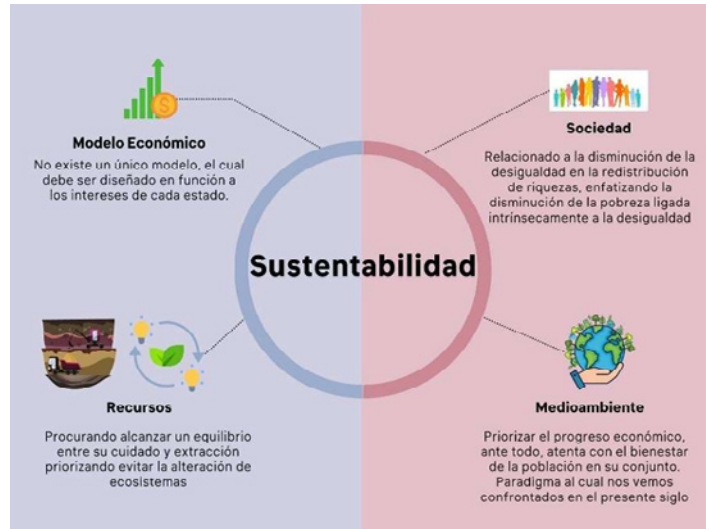 Modelo Económico
No existe un único modelo, el cual
debe ser diseñado en función a
los intereses de cada estado.
Sociedad
Relacionado a la disminución de la
desigualdad en la redistribución
de riquezas, enfatizando la
disminución de la pobreza ligada
intrínsecamente a la desigualdad
Sustentabilidad
Recursos
Procurando alcanzar un equilibrio
entre su cuidado y extracción
priorizando evitar la alteración de
ecosistemas
Medioambiente
Priorizar el progreso económico,
ante todo, atenta con el bienestar
de la población en su conjunto.
Paradigma al cual nos vemos
confrontados en el presente siglo